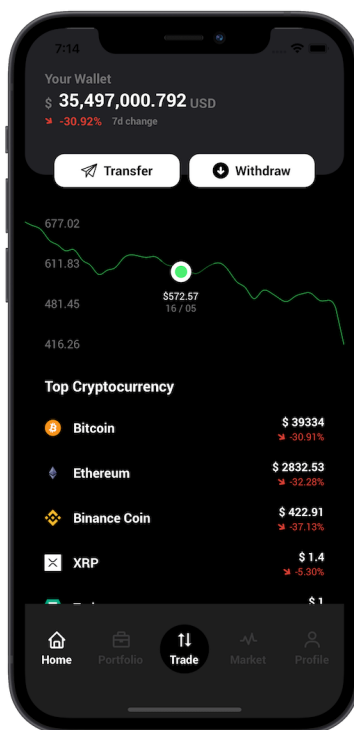 7:14
Your Wallet
$ 35,497,000.792 USD
-30.92% 7d change
Transfer Withdraw
677.02
611.83
$572.57
16 / 05
481.45
416.26
Top Cryptocurrency
Bitcoin $ 39334
-30.91%
Ethereum $ 2832.53
-32.28%
Binance Coin $ 422.91
-37.13%
XRP $ 1.4
-5.30%
$ 1
Home Portfolio Trade Market Profile